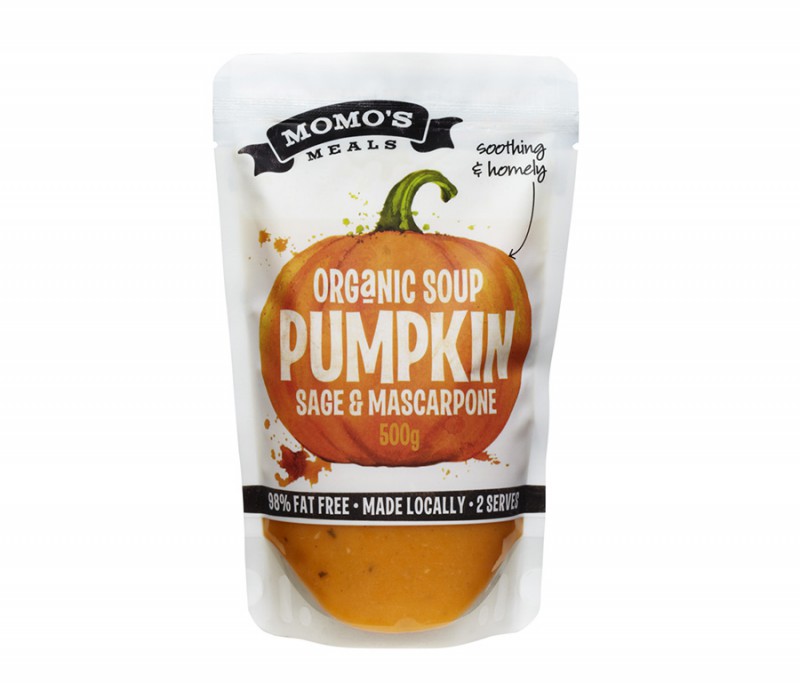 MOMO'S
MEALS
soothing
& homely
ORGaNIC SOUP
PUMPKIN
SAGE & MASCARPONE
500g
98% FAT FREE • MADE LOCALLY • 2 SERVES